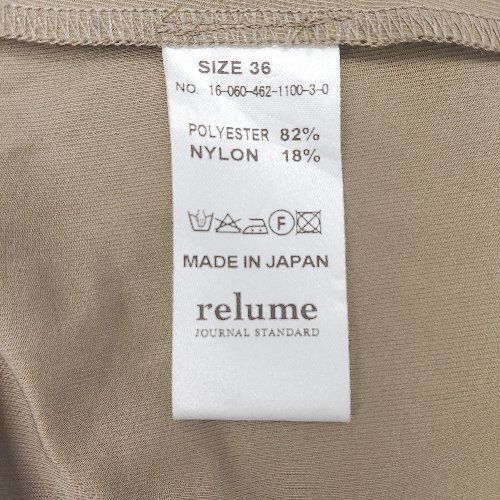 SIZE 36
NO. 16-060-462-1100-3-0
POLYESTER 82%
NYLON 18%
F
MADE IN JAPAN
relume
JOURNAL STANDARD